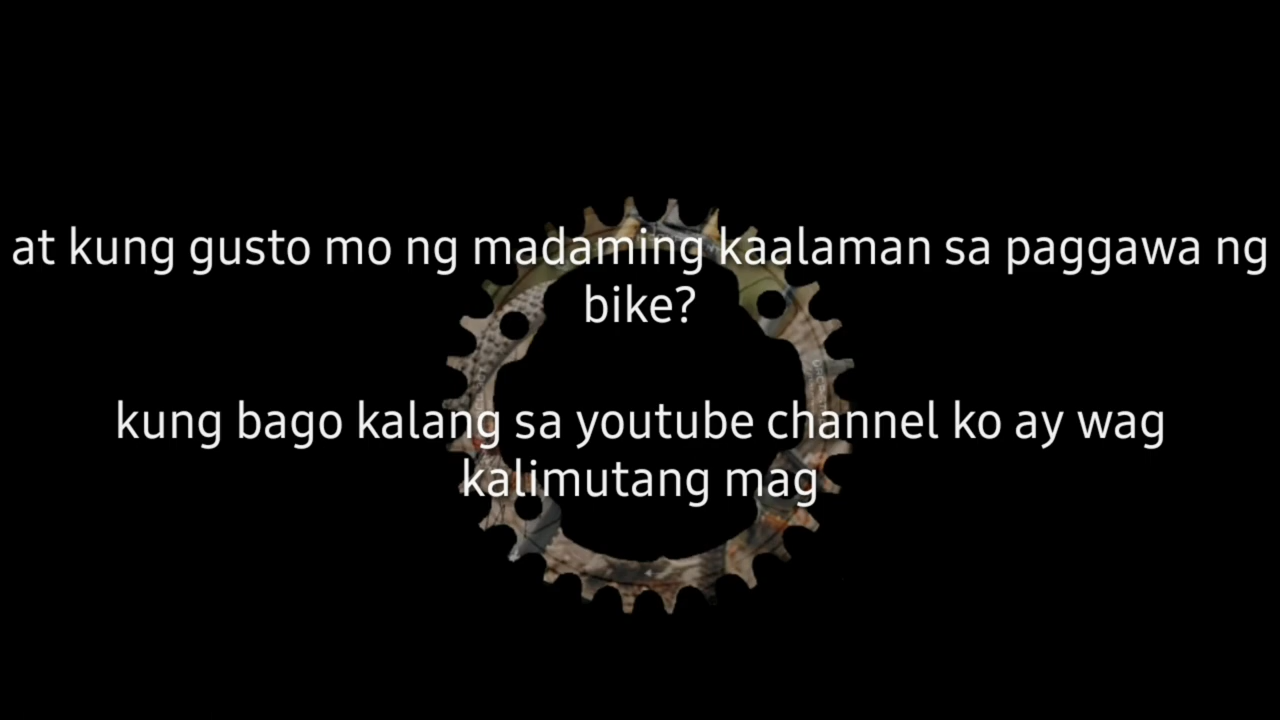 at kung gusto mo ng madaming kaalaman sa paggawa ng
bike?
kung bago kalang sa youtube channel ko ay wag
kalimutang mag